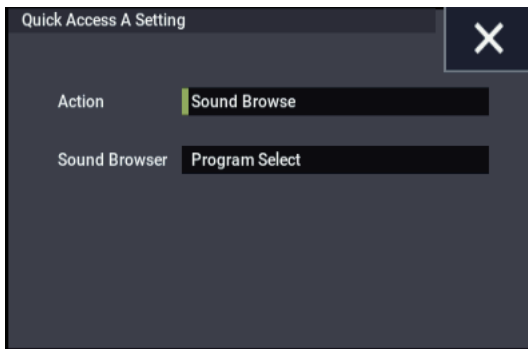 Quick Access A Setting
Action Sound Browse
Sound Browser Program Select